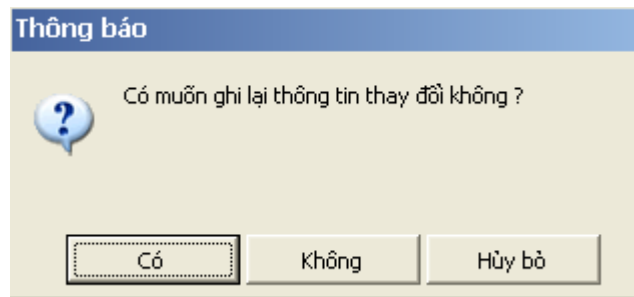 Thông báo
Có muốn ghi lại thông tin thay đổi không ?
Có
Không
Hủy bỏ